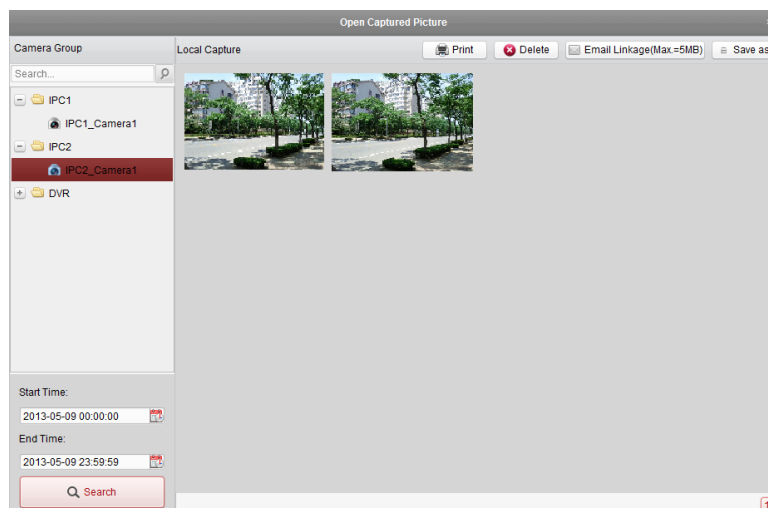 Open Captured Picture
Camera Group
Local Capture
Print
Delete
Email Linkage(Max.=5MB)
Save as
Search...
IPC1
IPC1_Camera1
IPC2
IPC2_Camera1
DVR
Start Time:
2013-05-09 00:00:00
End Time:
2013-05-09 23:59:59
Search
1